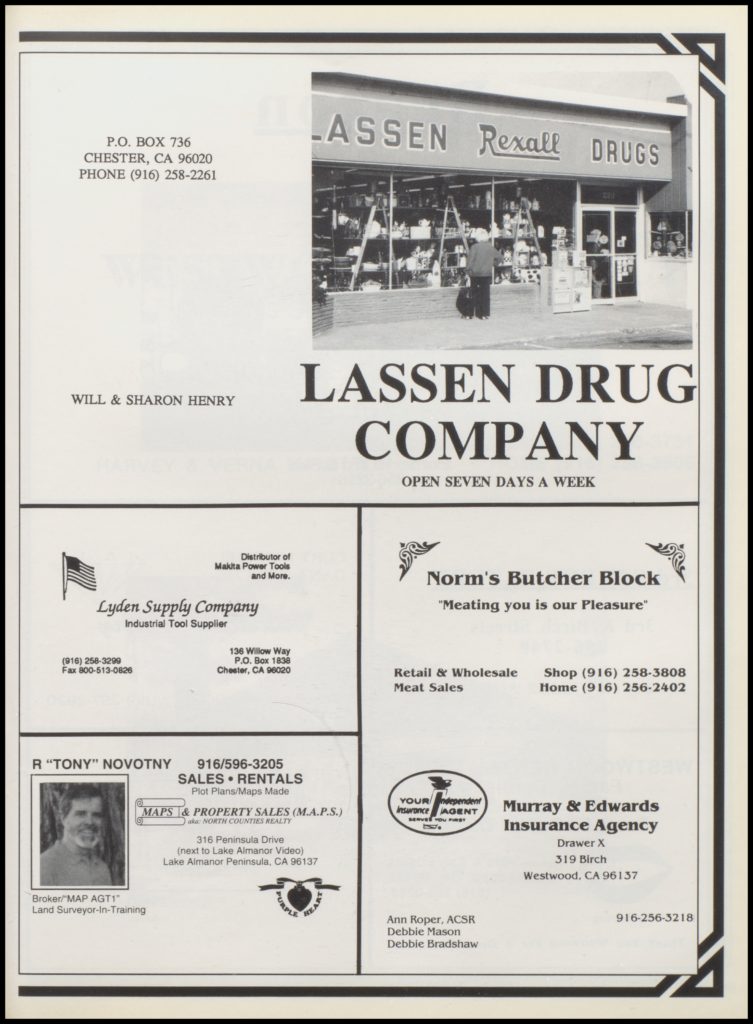 P.O. BOX 736
CHESTER, CA 96020
PHONE (916) 258-2261
LASSEN Rexall DRUGS
WILL & SHARON HENRY
LASSEN DRUG
COMPANY
OPEN SEVEN DAYS A WEEK
Distributor of
Makita Power Tools
and More.
Lyden Supply Company
Industrial Tool Supplier
(916) 258-3299
Fax 800-513-0826
136 Willow Way
P.O. Box 1838
Chester, CA 96020
Norm's Butcher Block
"Meating you is our Pleasure"
Retail & Wholesale
Meat Sales
Shop (916) 258-3808
Home (916) 256-2402
R "TONY" NOVOTNY 916/596-3205
SALES • RENTALS
Plot Plans/Maps Made
MAPS & PROPERTY SALES (M.A.P.S.)
aka: NORTH COUNTIES REALTY
316 Peninsula Drive
(next to Lake Almanor Video)
Lake Almanor Peninsula, CA 96137
Broker/"MAP AGT1"
Land Surveyor-In-Training
PURPLE HEART
YOUR Independent
Insurance AGENT
SERVES YOU FIRST
Murray & Edwards
Insurance Agency
Drawer X
319 Birch
Westwood, CA 96137
Ann Roper, ACSR
Debbie Mason
Debbie Bradshaw
916-256-3218